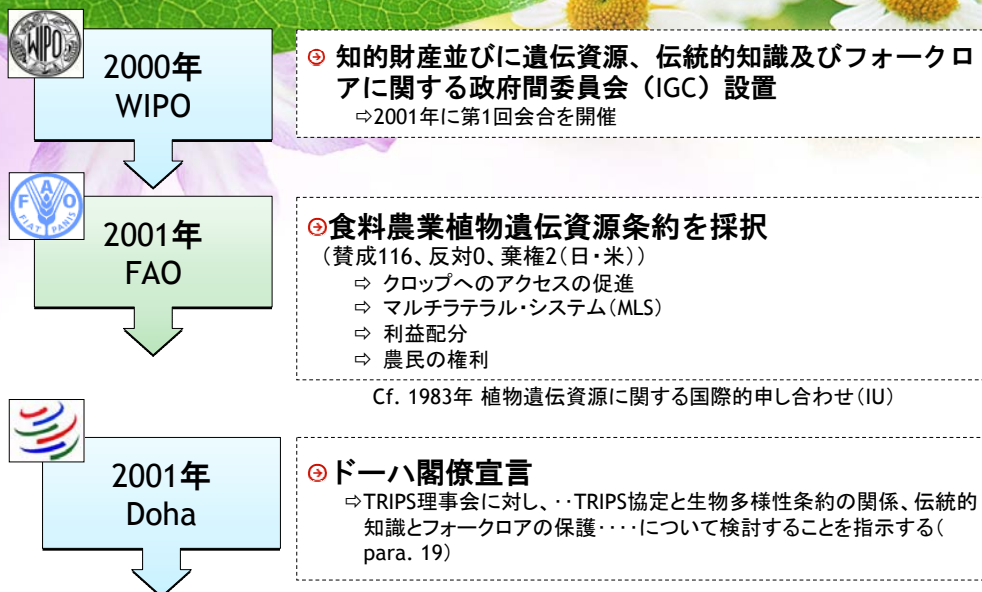 WIPO
2000年
WIPO
知的財産並びに遺伝資源、伝統的知識及びフォークロ
アに関する政府間委員会（IGC）設置
⇨2001年に第1回会合を開催
F A O
FIAT PANIS
2001年
FAO
食料農業植物遺伝資源条約を採択
（賛成116、反対0、棄権2（日・米））
⇨ クロップへのアクセスの促進
⇨ マルチラテラル・システム（MLS）
⇨ 利益配分
⇨ 農民の権利
Cf. 1983年 植物遺伝資源に関する国際的申し合わせ（IU）
2001年
Doha
ドーハ閣僚宣言
⇨TRIPS理事会に対し、‥TRIPS協定と生物多様性条約の関係、伝統的
知識とフォークロアの保護‥‥について検討することを指示する（
para. 19）